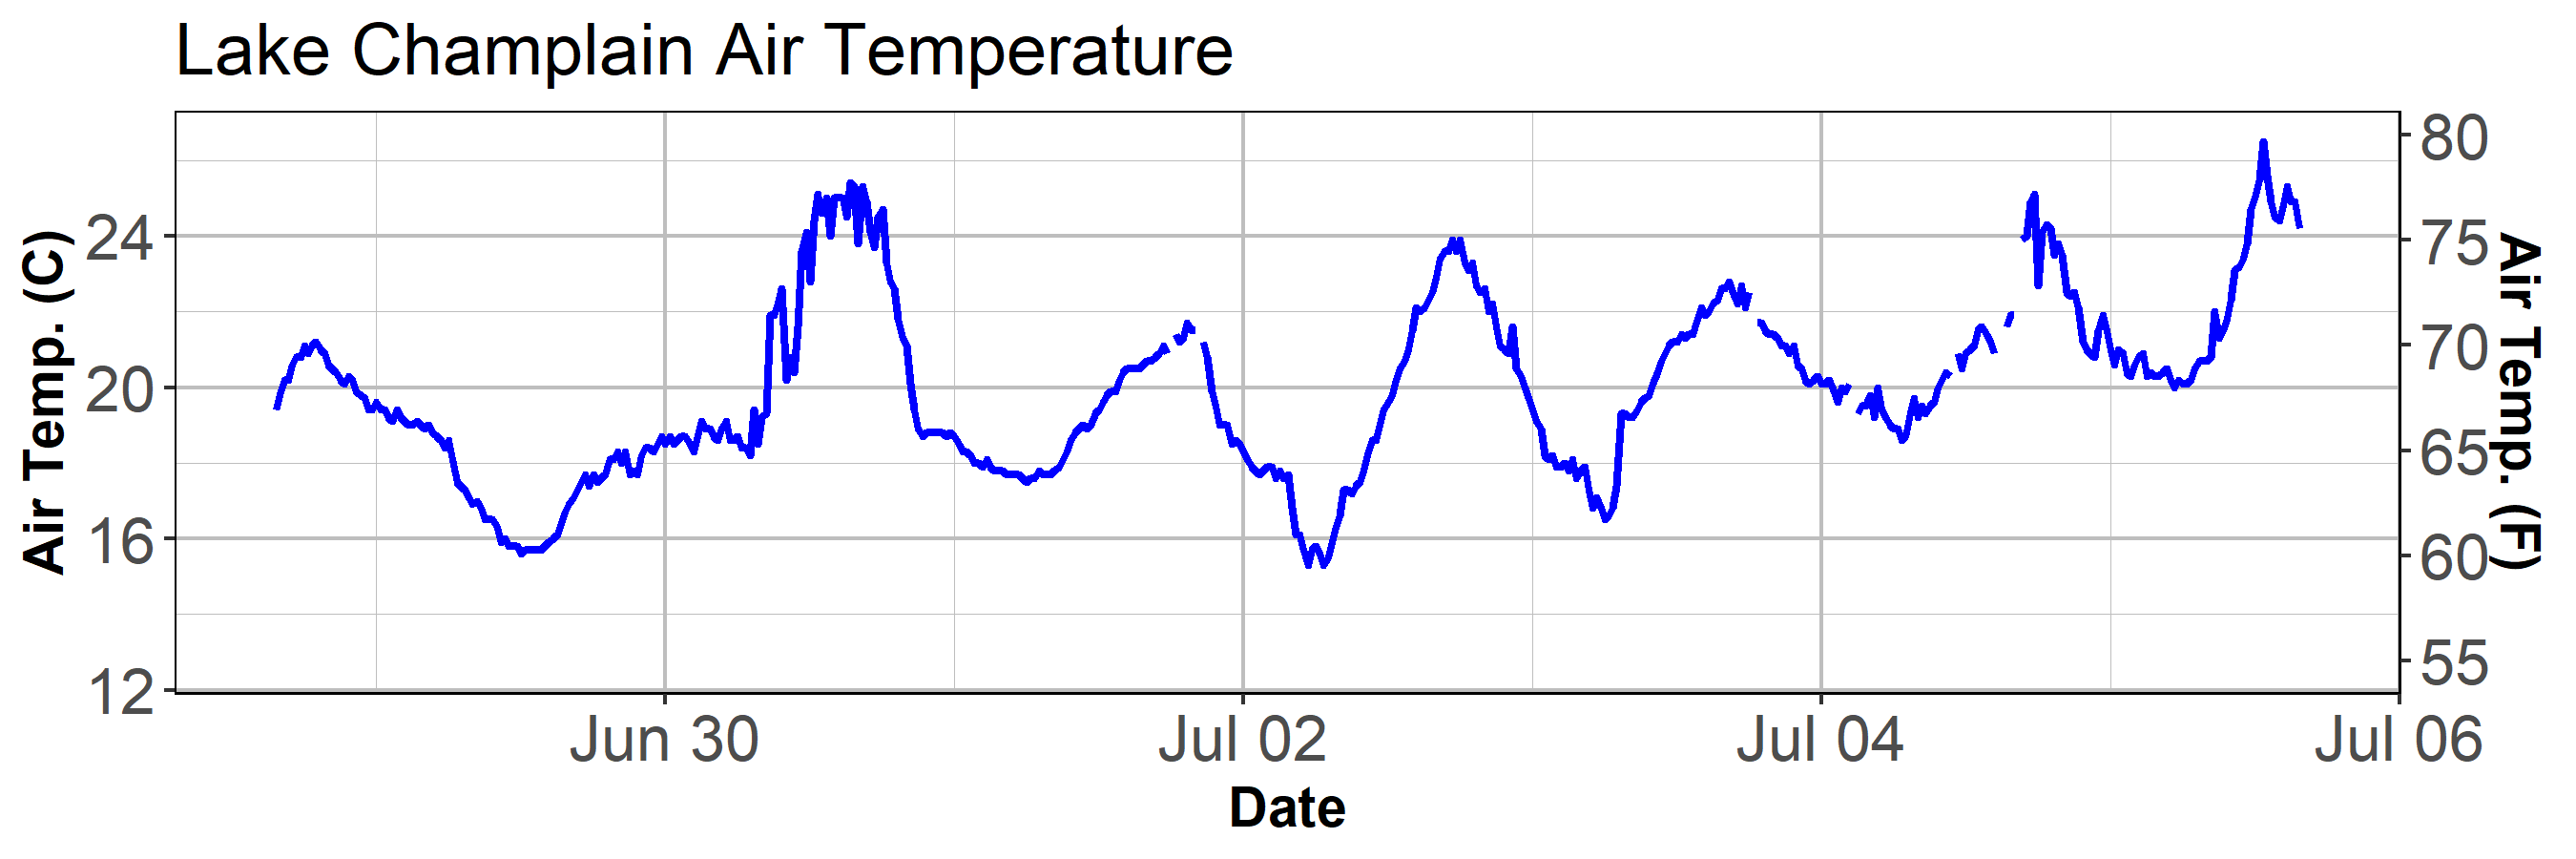 Lake Champlain Air Temperature
Air Temp. (C)
24
20
16
12
80
75
70
65
60
55
Air Temp. (F)
Jun 30
Jul 02
Jul 04
Jul 06
Date